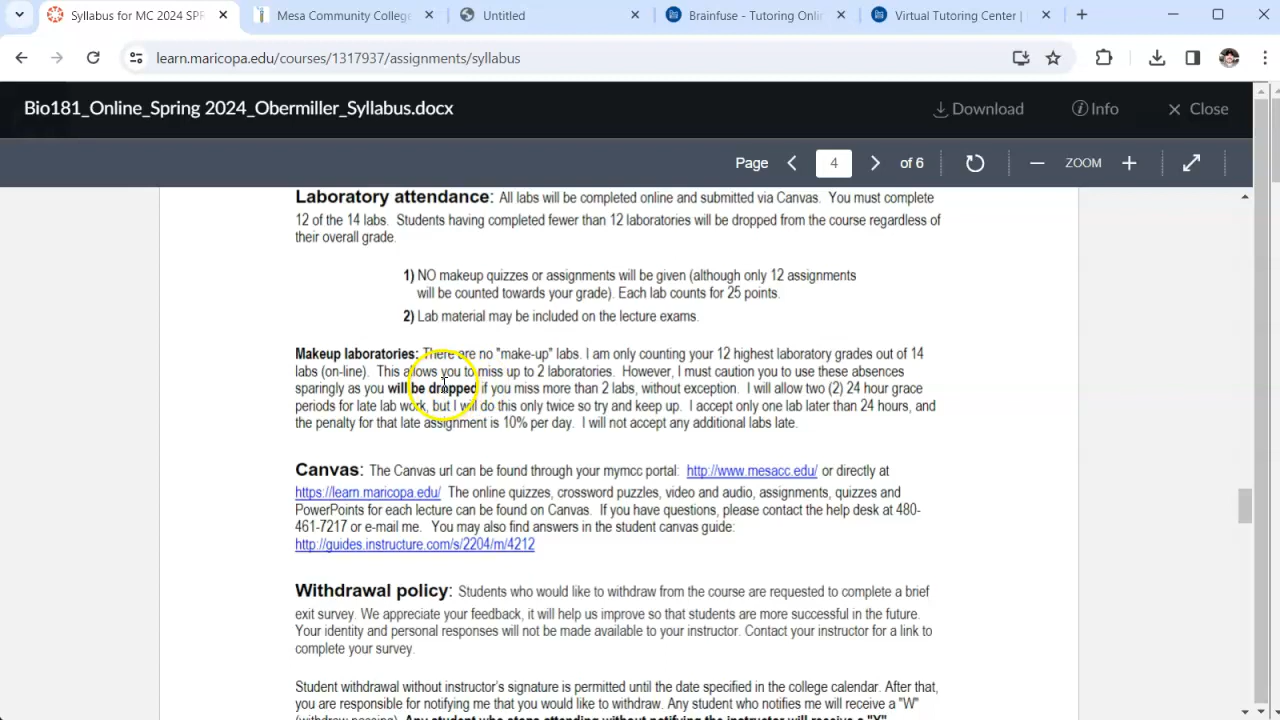 Syllabus for MC 2024 SPR
Mesa Community Colleg
Untitled
Brainfuse - Tutoring Onli
Virtual Tutoring Center |
learn.maricopa.edu/courses/1317937/assignments/syllabus
Bio181_Online_Spring 2024_Obermiller_Syllabus.docx
Download
Info
Close
Page
4
of 6
ZOOM
Laboratory attendance: All labs will be completed online and submitted via Canvas. You must complete
12 of the 14 labs. Students having completed fewer than 12 laboratories will be dropped from the course regardless of
their overall grade.
1) NO makeup quizzes or assignments will be given (although only 12 assignments
will be counted towards your grade). Each lab counts for 25 points.
2) Lab material may be included on the lecture exams.
Makeup laboratories: There are no "make-up" labs. I am only counting your 12 highest laboratory grades out of 14
labs (on-line). This allows you to miss up to 2 laboratories. However, I must caution you to use these absences
sparingly as you will be dropped if you miss more than 2 labs, without exception. I will allow two (2) 24 hour grace
periods for late lab work, but I will do this only twice so try and keep up. I accept only one lab later than 24 hours, and
the penalty for that late assignment is 10% per day. I will not accept any additional labs late.
Canvas: The Canvas url can be found through your mymcc portal: http://www.mesacc.edu/ or directly at
https://learn.maricopa.edu/ The online quizzes, crossword puzzles, video and audio, assignments, quizzes and
PowerPoints for each lecture can be found on Canvas. If you have questions, please contact the help desk at 480-
461-7217 or e-mail me. You may also find answers in the student canvas guide:
http://guides.instructure.com/s/2204/m/4212
Withdrawal policy: Students who would like to withdraw from the course are requested to complete a brief
exit survey. We appreciate your feedback, it will help us improve so that students are more successful in the future.
Your identity and personal responses will not be made available to your instructor. Contact your instructor for a link to
complete your survey.
Student withdrawal without instructor's signature is permitted until the date specified in the college calendar. After that,
you are responsible for notifying me that you would like to withdraw. Any student who notifies me will receive a "W"
(withdraw passing). Any student who stops attending without notifying the instructor will receive a "Y"